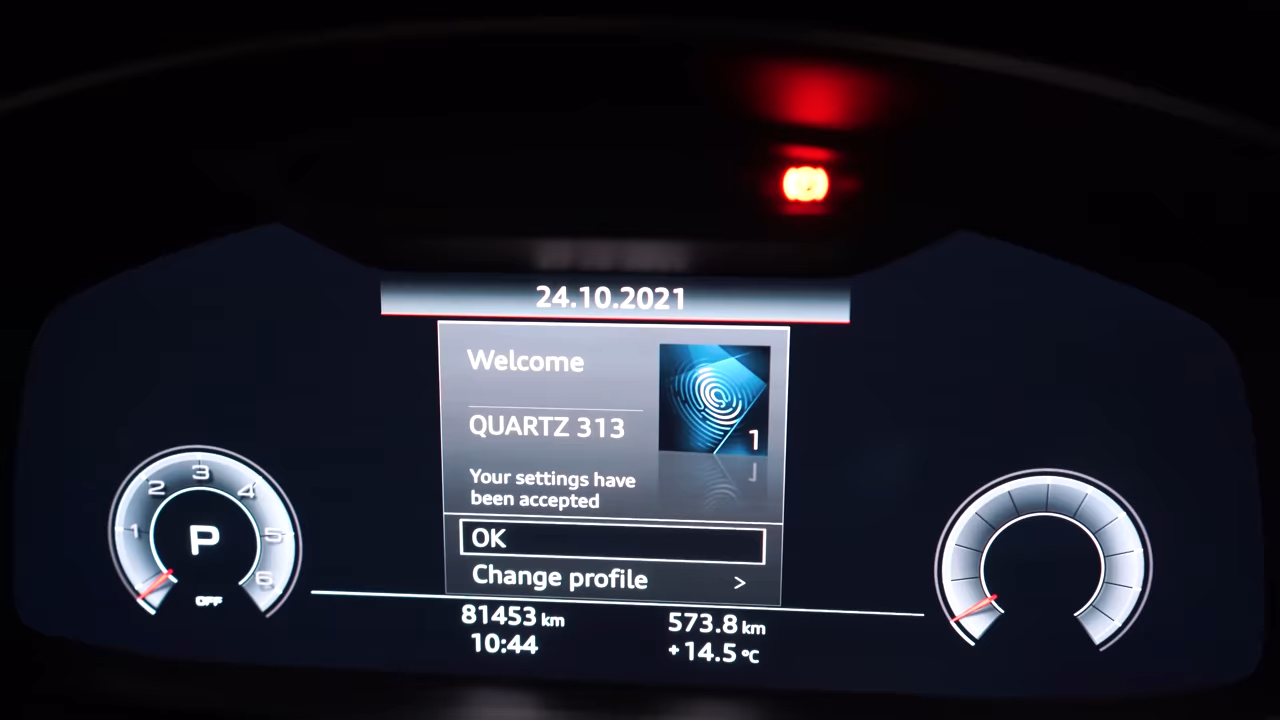 24.10.2021
Welcome
QUARTZ 313
1
Your settings have
been accepted
OK
Change profile >
1 2 3 4 5 6
P
OFF
81453 km 573.8 km
10:44 +14.5 °C